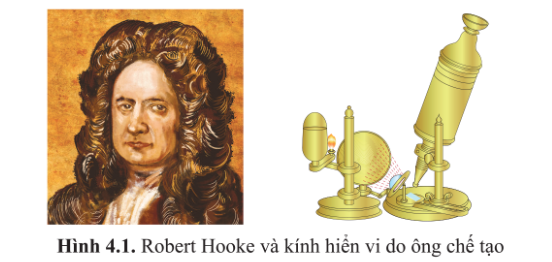 Hình 4.1. Robert Hooke và kính hiển vi do ông chế tạo